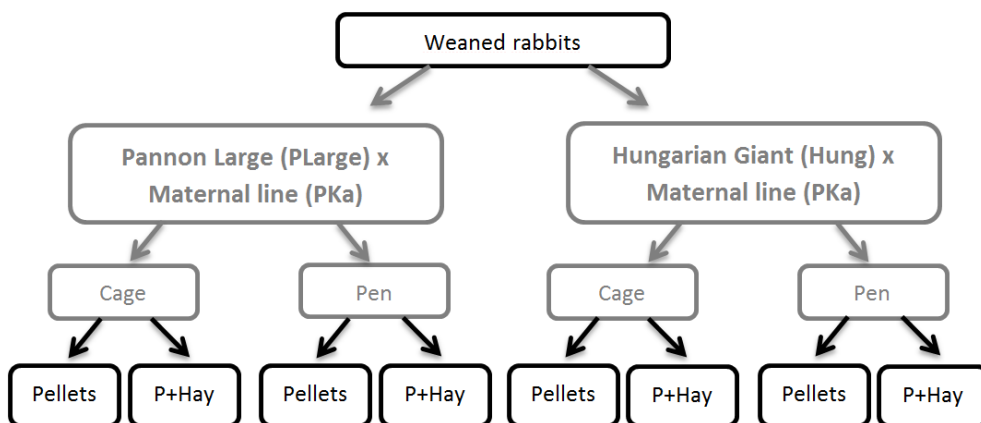 Weaned rabbits
Pannon Large (PLarge) x
Maternal line (PKa)
Hungarian Giant (Hung) x
Maternal line (PKa)
Cage
Pen
Cage
Pen
Pellets
P+Hay
Pellets
P+Hay
Pellets
P+Hay
Pellets
P+Hay